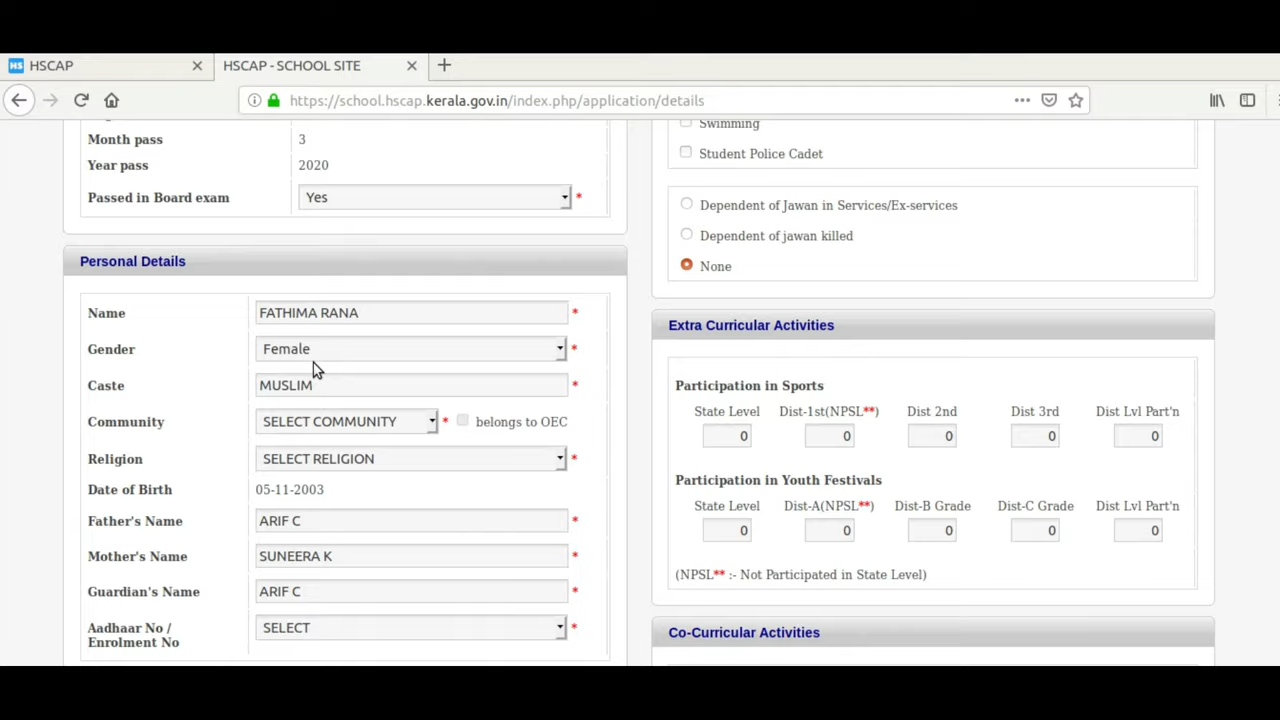 HSCAP
HSCAP - SCHOOL SITE
https://school.hscap.kerala.gov.in/index.php/application/details
Month pass 3
Year pass 2020
Passed in Board exam Yes *
Personal Details
Name FATHIMA RANA *
Gender Female *
Caste MUSLIM *
Community SELECT COMMUNITY * belongs to OEC
Religion SELECT RELIGION *
Date of Birth 05-11-2003
Father's Name ARIF C *
Mother's Name SUNEERA K *
Guardian's Name ARIF C *
Aadhaar No / SELECT *
Enrolment No
Swimming
Student Police Cadet
Dependent of Jawan in Services/Ex-services
Dependent of jawan killed
None
Extra Curricular Activities
Participation in Sports
State Level Dist-1st(NPSL**) Dist 2nd Dist 3rd Dist Lvl Part'n
0 0 0 0 0
Participation in Youth Festivals
State Level Dist-A(NPSL**) Dist-B Grade Dist-C Grade Dist Lvl Part'n
0 0 0 0 0
(NPSL** :- Not Participated in State Level)
Co-Curricular Activities